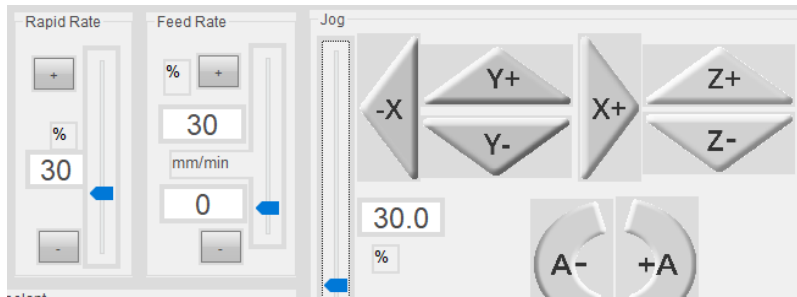 Rapid Rate
+
%
30
-
Feed Rate
% +
30
mm/min
0
-
Jog
-X
Y+
Y-
X+
Z+
Z-
30.0
%
A-
+A